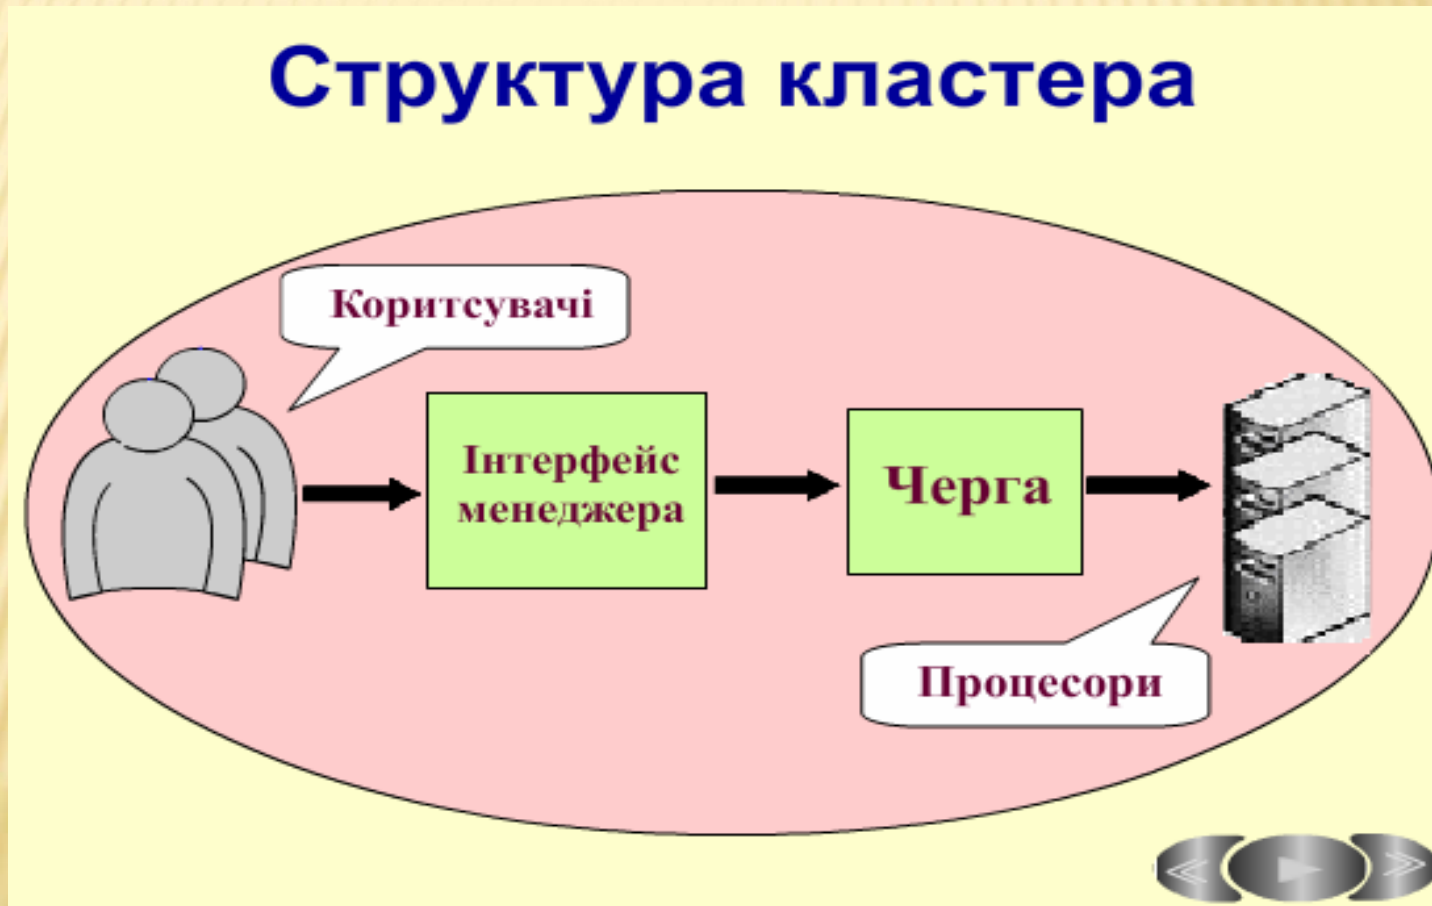 Структура кластера
Коритсувачі
Інтерфейс
менеджера
Черга
Процесори